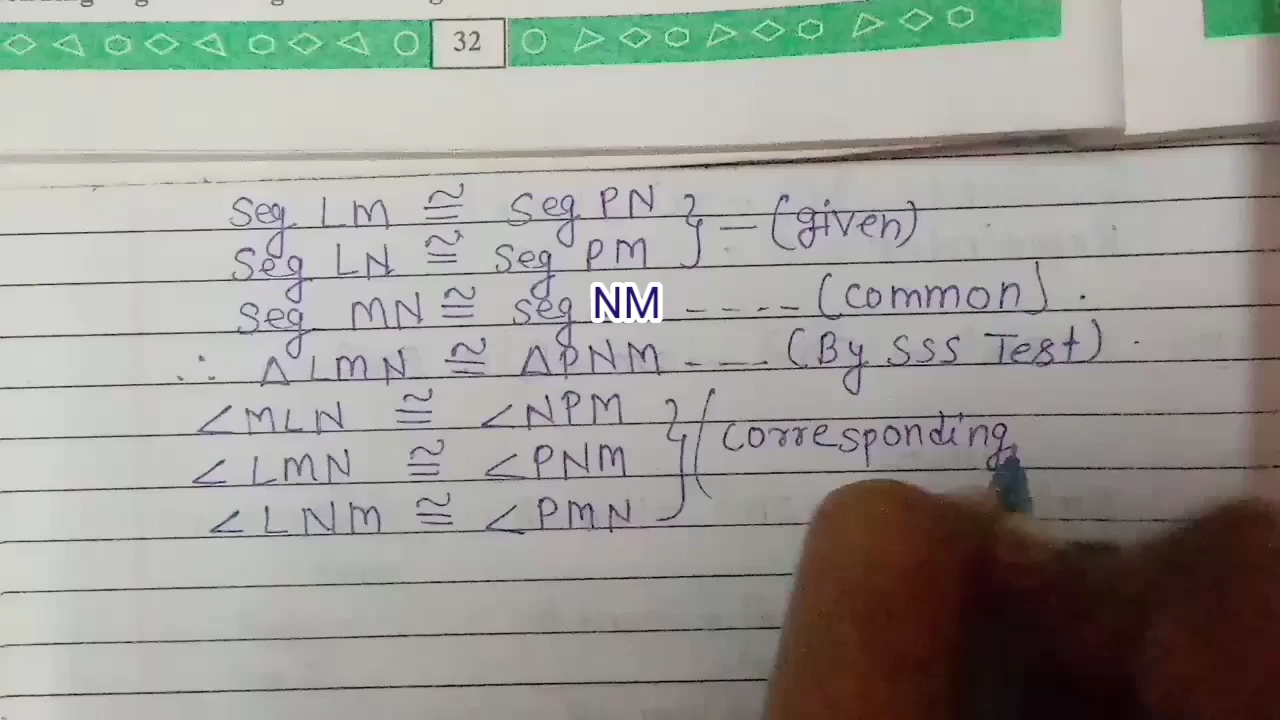 32
Seg LM ≅ Seg PN } — (given)
Seg LN ≅ Seg PM
Seg MN ≅ Seg NM ---- (common).
∴ △LMN ≅ △PNM --- (By SSS Test).
∠MLN ≅ ∠NPM } (corresponding
∠LMN ≅ ∠PNM
∠LNM ≅ ∠PMN